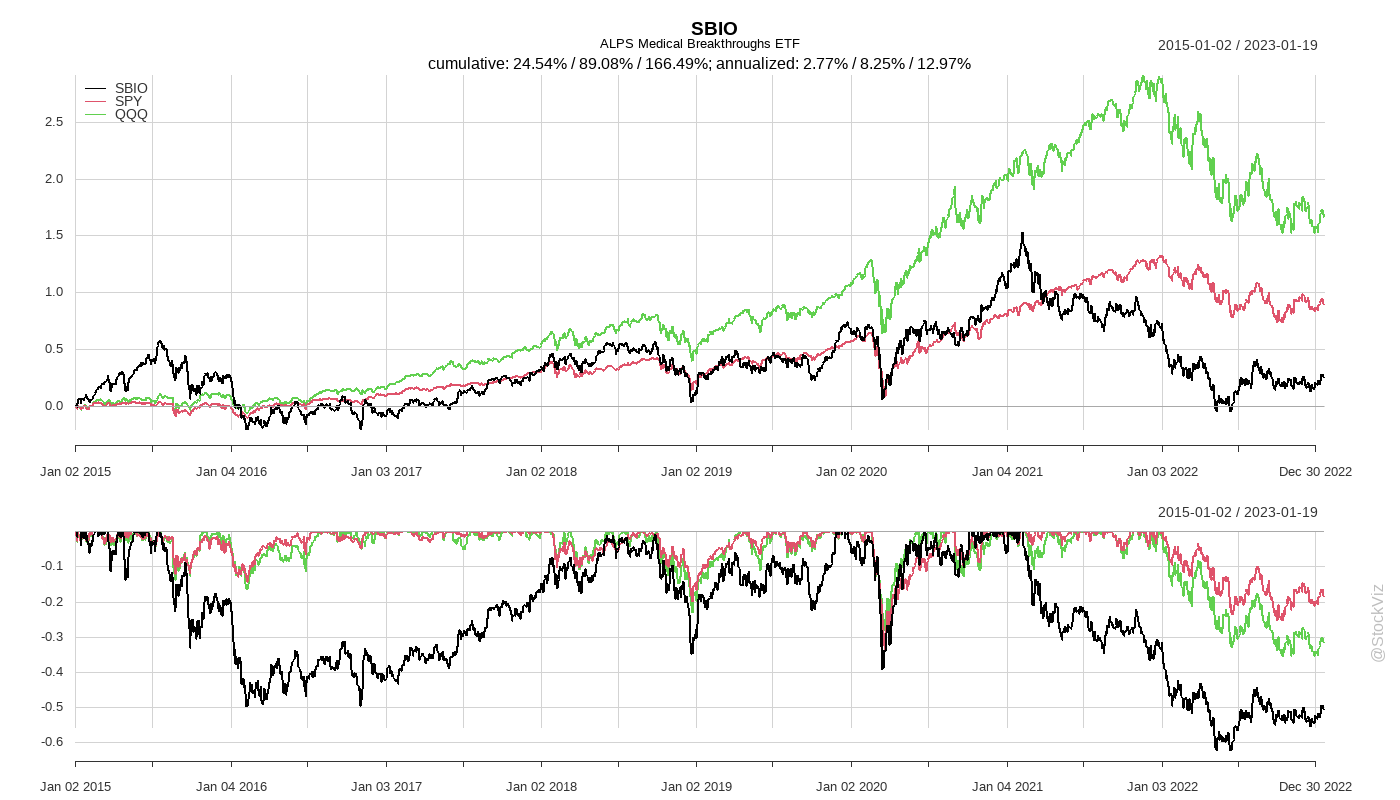 SBIO
ALPS Medical Breakthroughs ETF
2015-01-02 / 2023-01-19
cumulative: 24.54% / 89.08% / 166.49%; annualized: 2.77% / 8.25% / 12.97%
SBIO
SPY
QQQ
2.5
2.0
1.5
1.0
0.5
0.0
Jan 02 2015 Jan 04 2016 Jan 03 2017 Jan 02 2018 Jan 02 2019 Jan 02 2020 Jan 04 2021 Jan 03 2022 Dec 30 2022
2015-01-02 / 2023-01-19
-0.1
-0.2
-0.3
-0.4
-0.5
-0.6
Jan 02 2015 Jan 04 2016 Jan 03 2017 Jan 02 2018 Jan 02 2019 Jan 02 2020 Jan 04 2021 Jan 03 2022 Dec 30 2022
@StockViz